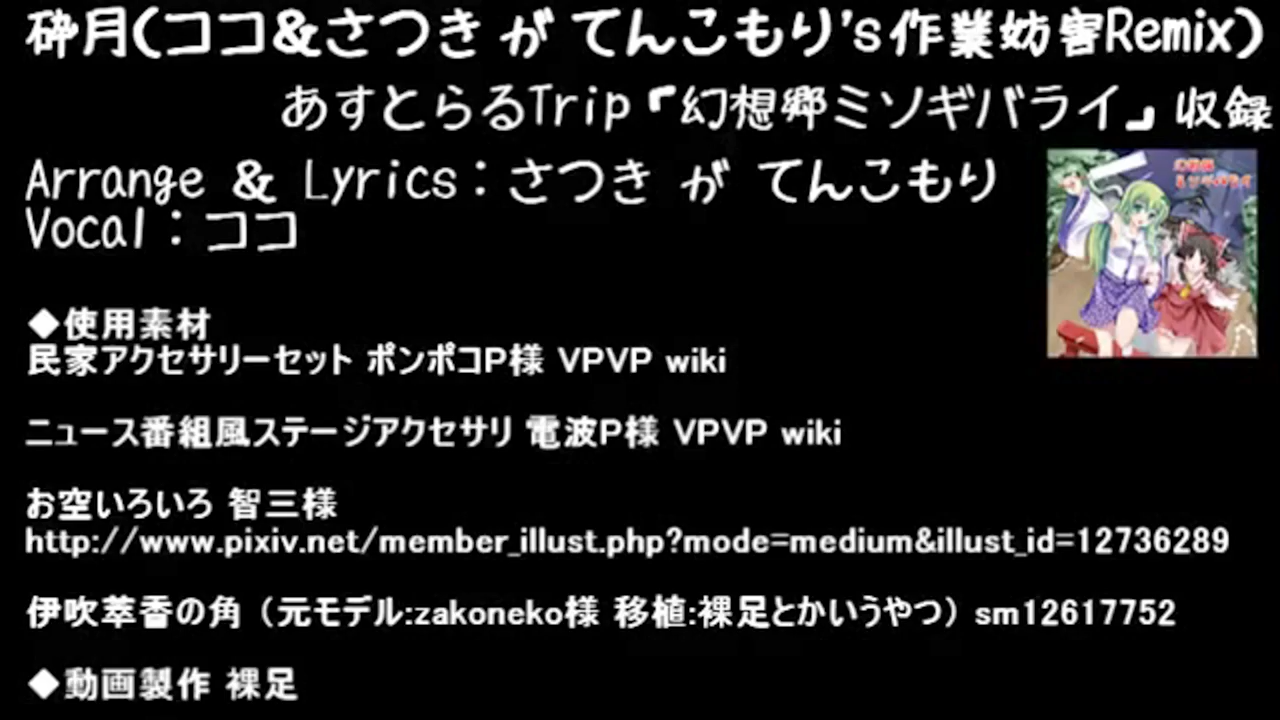 砕月(ココ&さつき が てんこもり's作業妨害Remix)
あすとらるTrip『幻想郷ミソギバライ』収録
Arrange & Lyrics:さつき が てんこもり
Vocal:ココ
◆使用素材
民家アクセサリーセット ポンポコP様 VPVP wiki
ニュース番組風ステージアクセサリ 電波P様 VPVP wiki
お空いろいろ 智三様
http://www.pixiv.net/member_illust.php?mode=medium&illust_id=12736289
伊吹萃香の角（元モデル:zakoneko様 移植:裸足とかいうやつ）sm12617752
◆動画製作 裸足